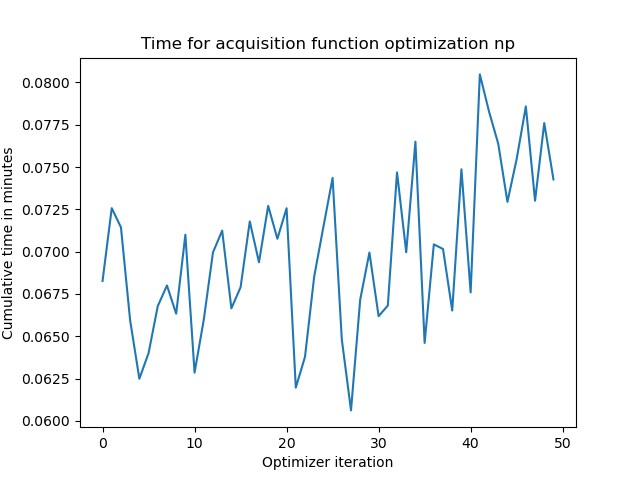 Time for acquisition function optimization np
Cumulative time in minutes
0.0800
0.0775
0.0750
0.0725
0.0700
0.0675
0.0650
0.0625
0.0600
0 10 20 30 40 50
Optimizer iteration